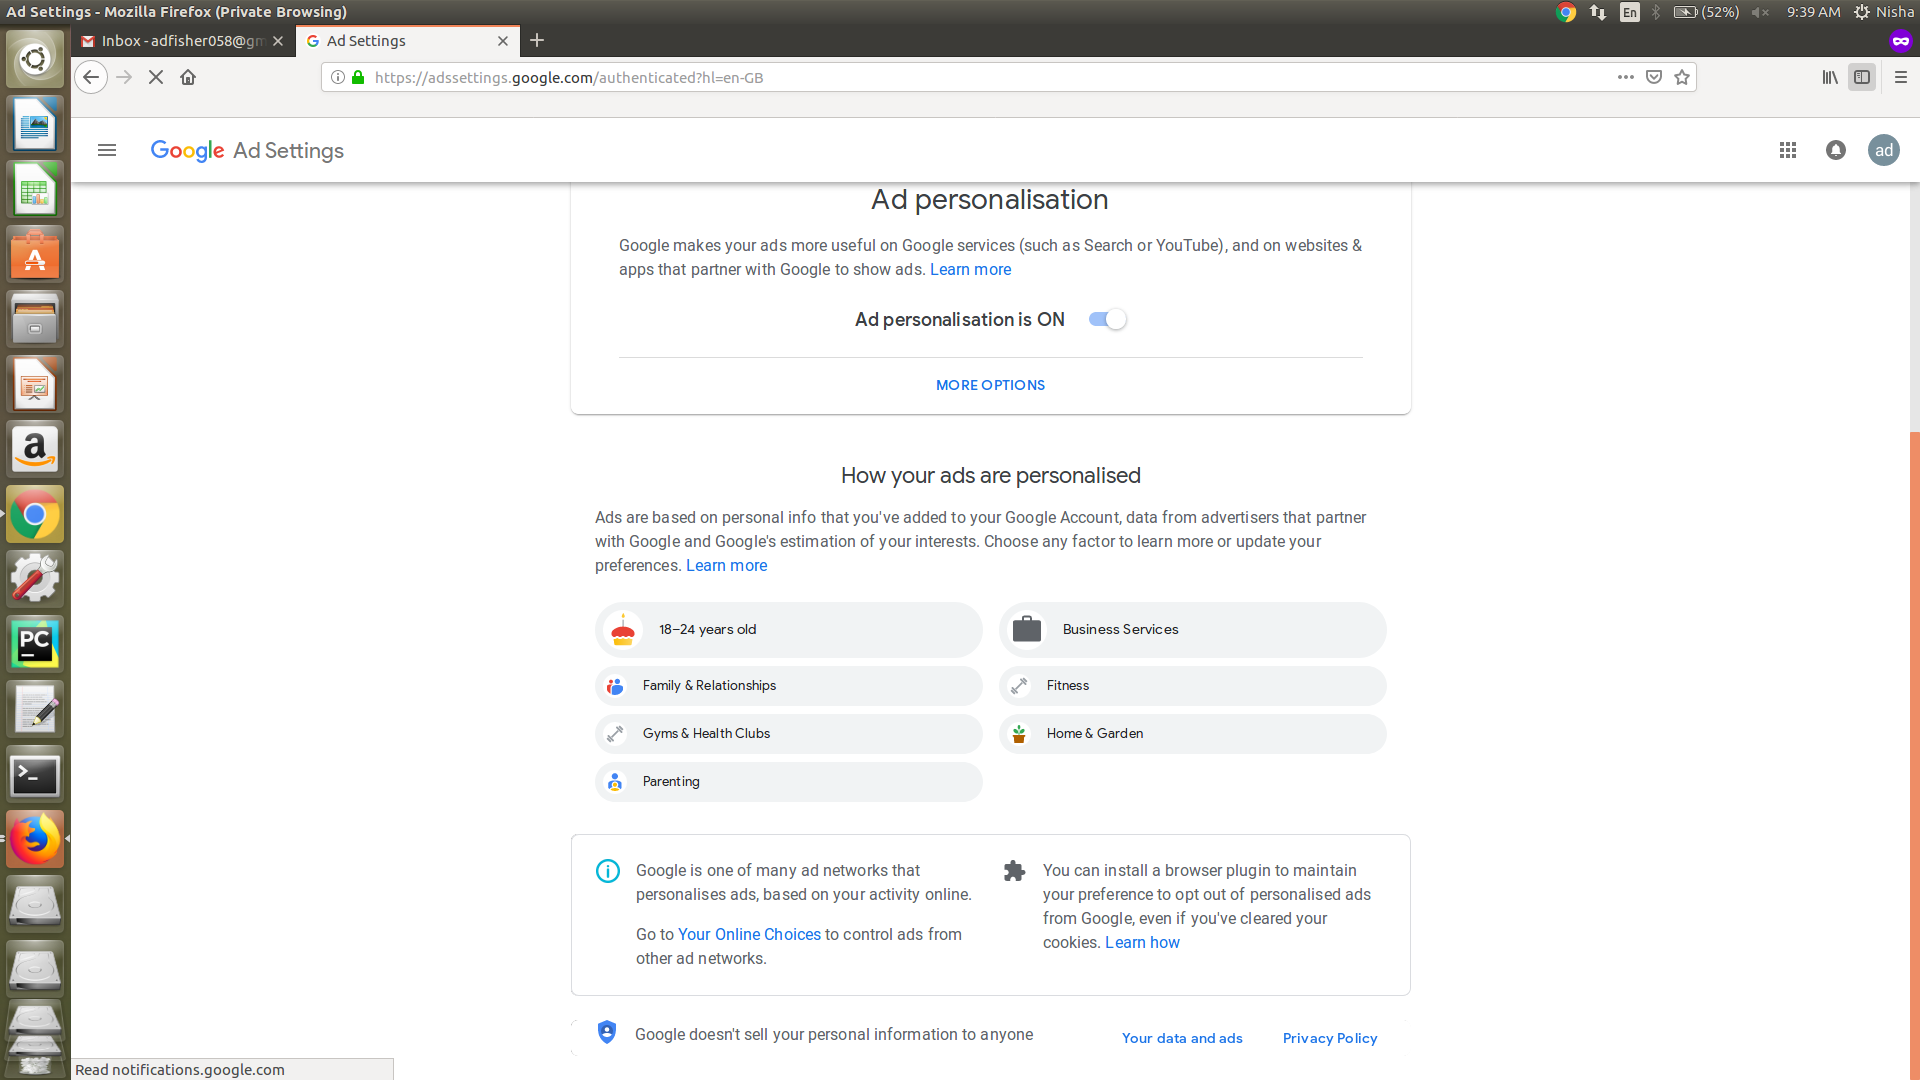 Ad Settings - Mozilla Firefox (Private Browsing)
En
(52%)
9:39 AM
Nisha
Inbox - adfisher058@gm
Ad Settings
https://adssettings.google.com/authenticated?hl=en-GB
Google Ad Settings
ad
Ad personalisation
Google makes your ads more useful on Google services (such as Search or YouTube), and on websites &
apps that partner with Google to show ads. Learn more
Ad personalisation is ON
MORE OPTIONS
How your ads are personalised
Ads are based on personal info that you've added to your Google Account, data from advertisers that partner
with Google and Google's estimation of your interests. Choose any factor to learn more or update your
preferences. Learn more
18–24 years old
Business Services
Family & Relationships
Fitness
Gyms & Health Clubs
Home & Garden
Parenting
Google is one of many ad networks that
personalises ads, based on your activity online.
Go to Your Online Choices to control ads from
other ad networks.
You can install a browser plugin to maintain
your preference to opt out of personalised ads
from Google, even if you've cleared your
cookies. Learn how
Google doesn't sell your personal information to anyone
Your data and ads
Privacy Policy
Read notifications.google.com
a
PC